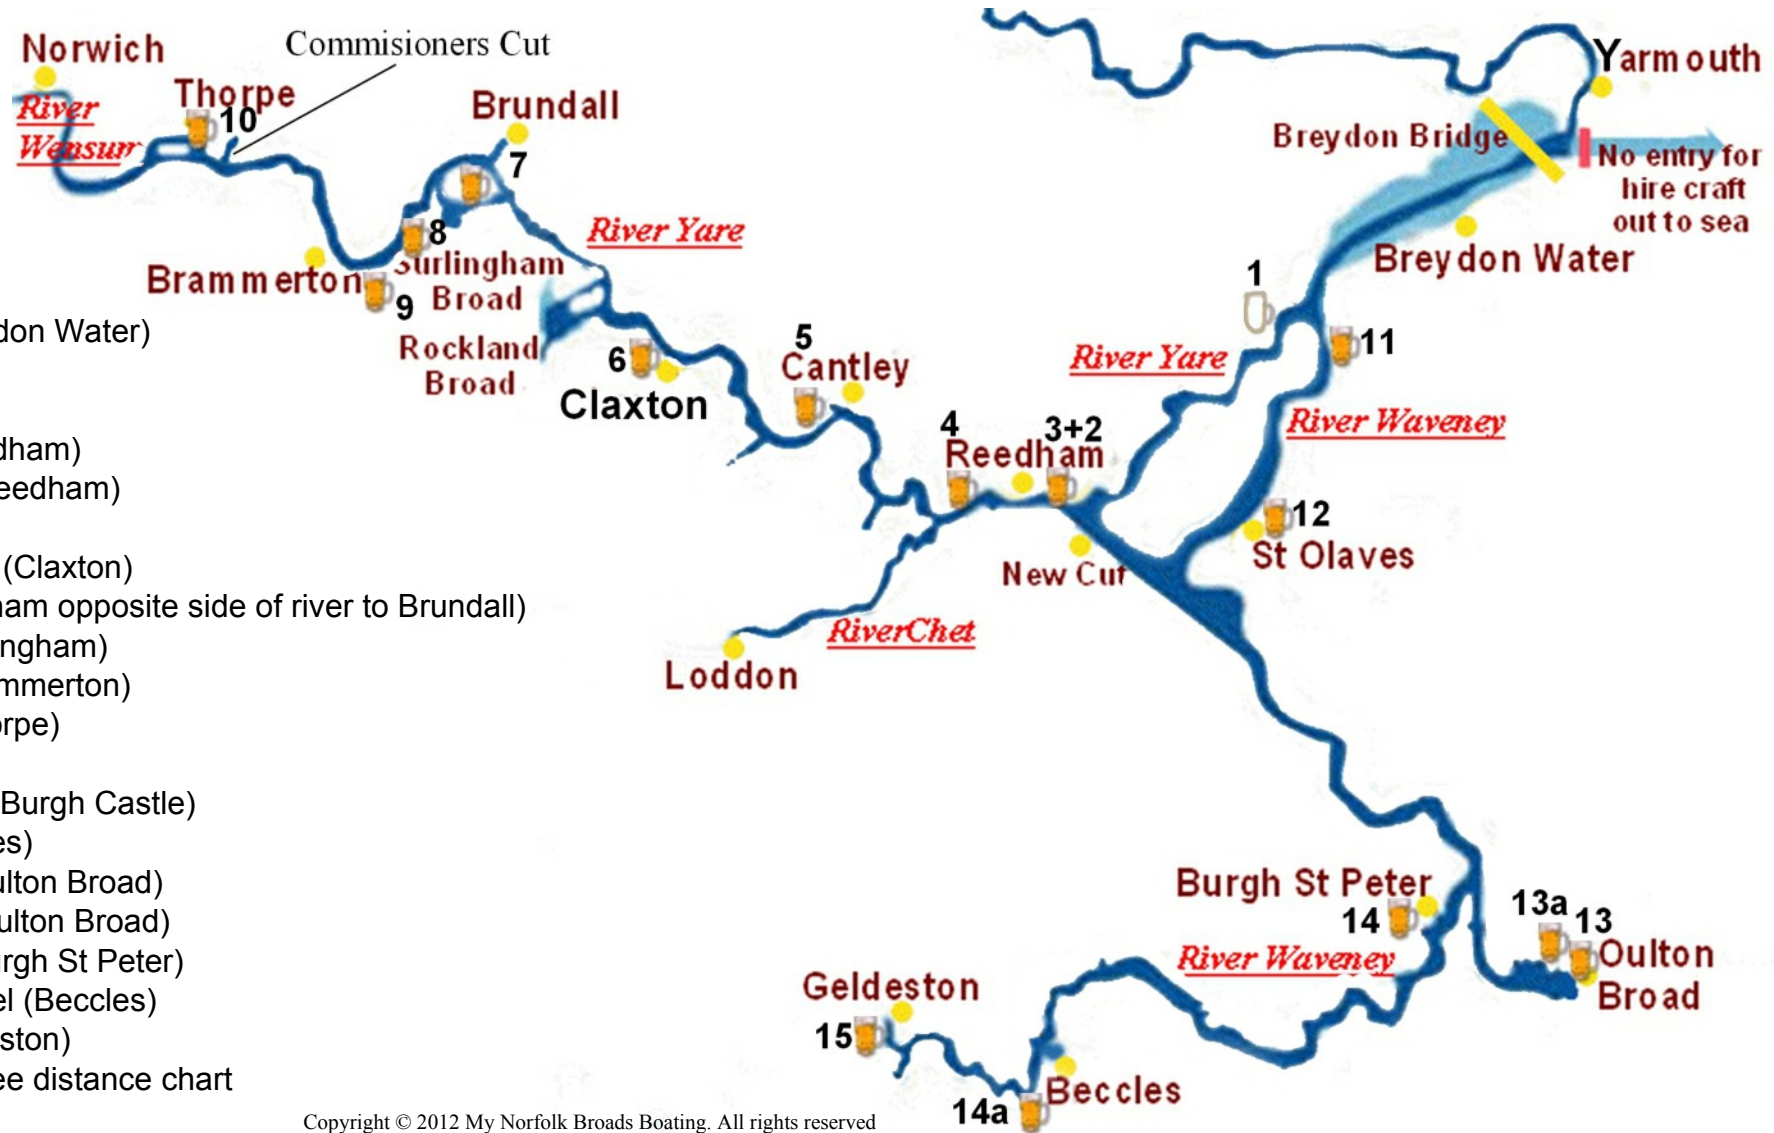 Commisioners Cut
Norwich
Thorpe
10
River
Wensum
Brundall
7
Yarmouth
Breydon Bridge
No entry for
hire craft
out to sea
River Yare
8
Surlingham
Broad
Brammerton
9
Breydon Water
1
Rockland
Broad
6
Claxton
5
Cantley
River Yare
11
River Waveney
4
3+2
Reedham
12
St Olaves
New Cut
RiverChet
Loddon
don Water)
dham)
eedham)
(Claxton)
ham opposite side of river to Brundall)
ingham)
mmerton)
orpe)
Burgh Castle)
es)
ulton Broad)
ulton Broad)
urgh St Peter)
el (Beccles)
ston)
ee distance chart
Burgh St Peter
14
13a
13
Oulton
Broad
River Waveney
Geldeston
15
Beccles
14a
Copyright © 2012 My Norfolk Broads Boating. All rights reserved